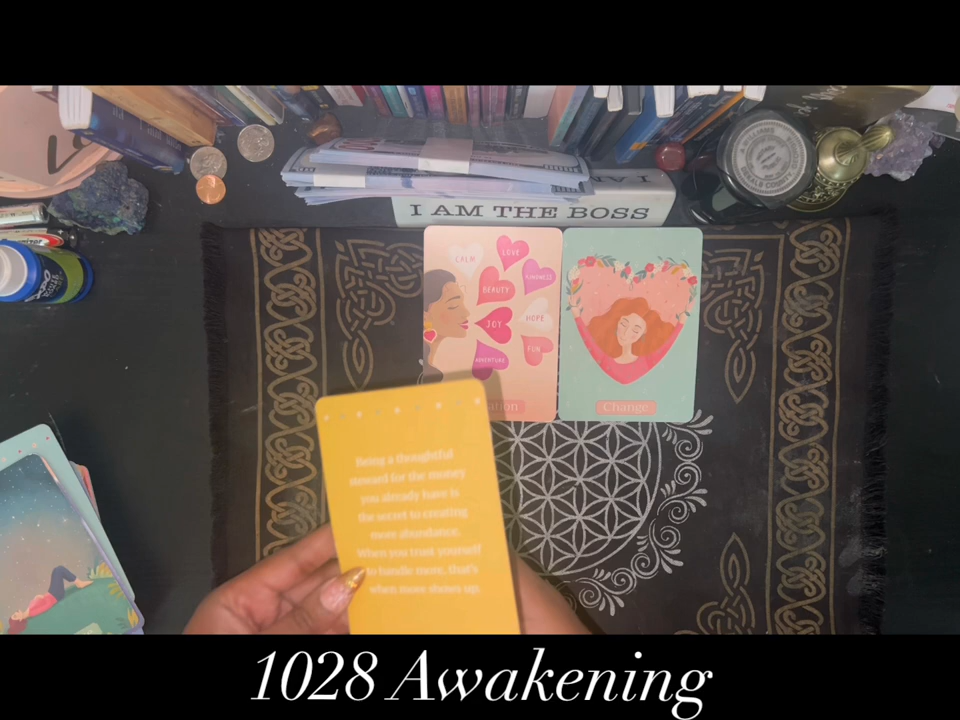 I AM THE BOSS
CALM
LOVE
KINDNESS
BEAUTY
JOY
HOPE
FUN
ADVENTURE
Change
Being a thoughtful
steward for the money
you already have is
the secret to creating
more abundance.
When you trust yourself
to handle more, that's
when more shows up.
1028 Awakening